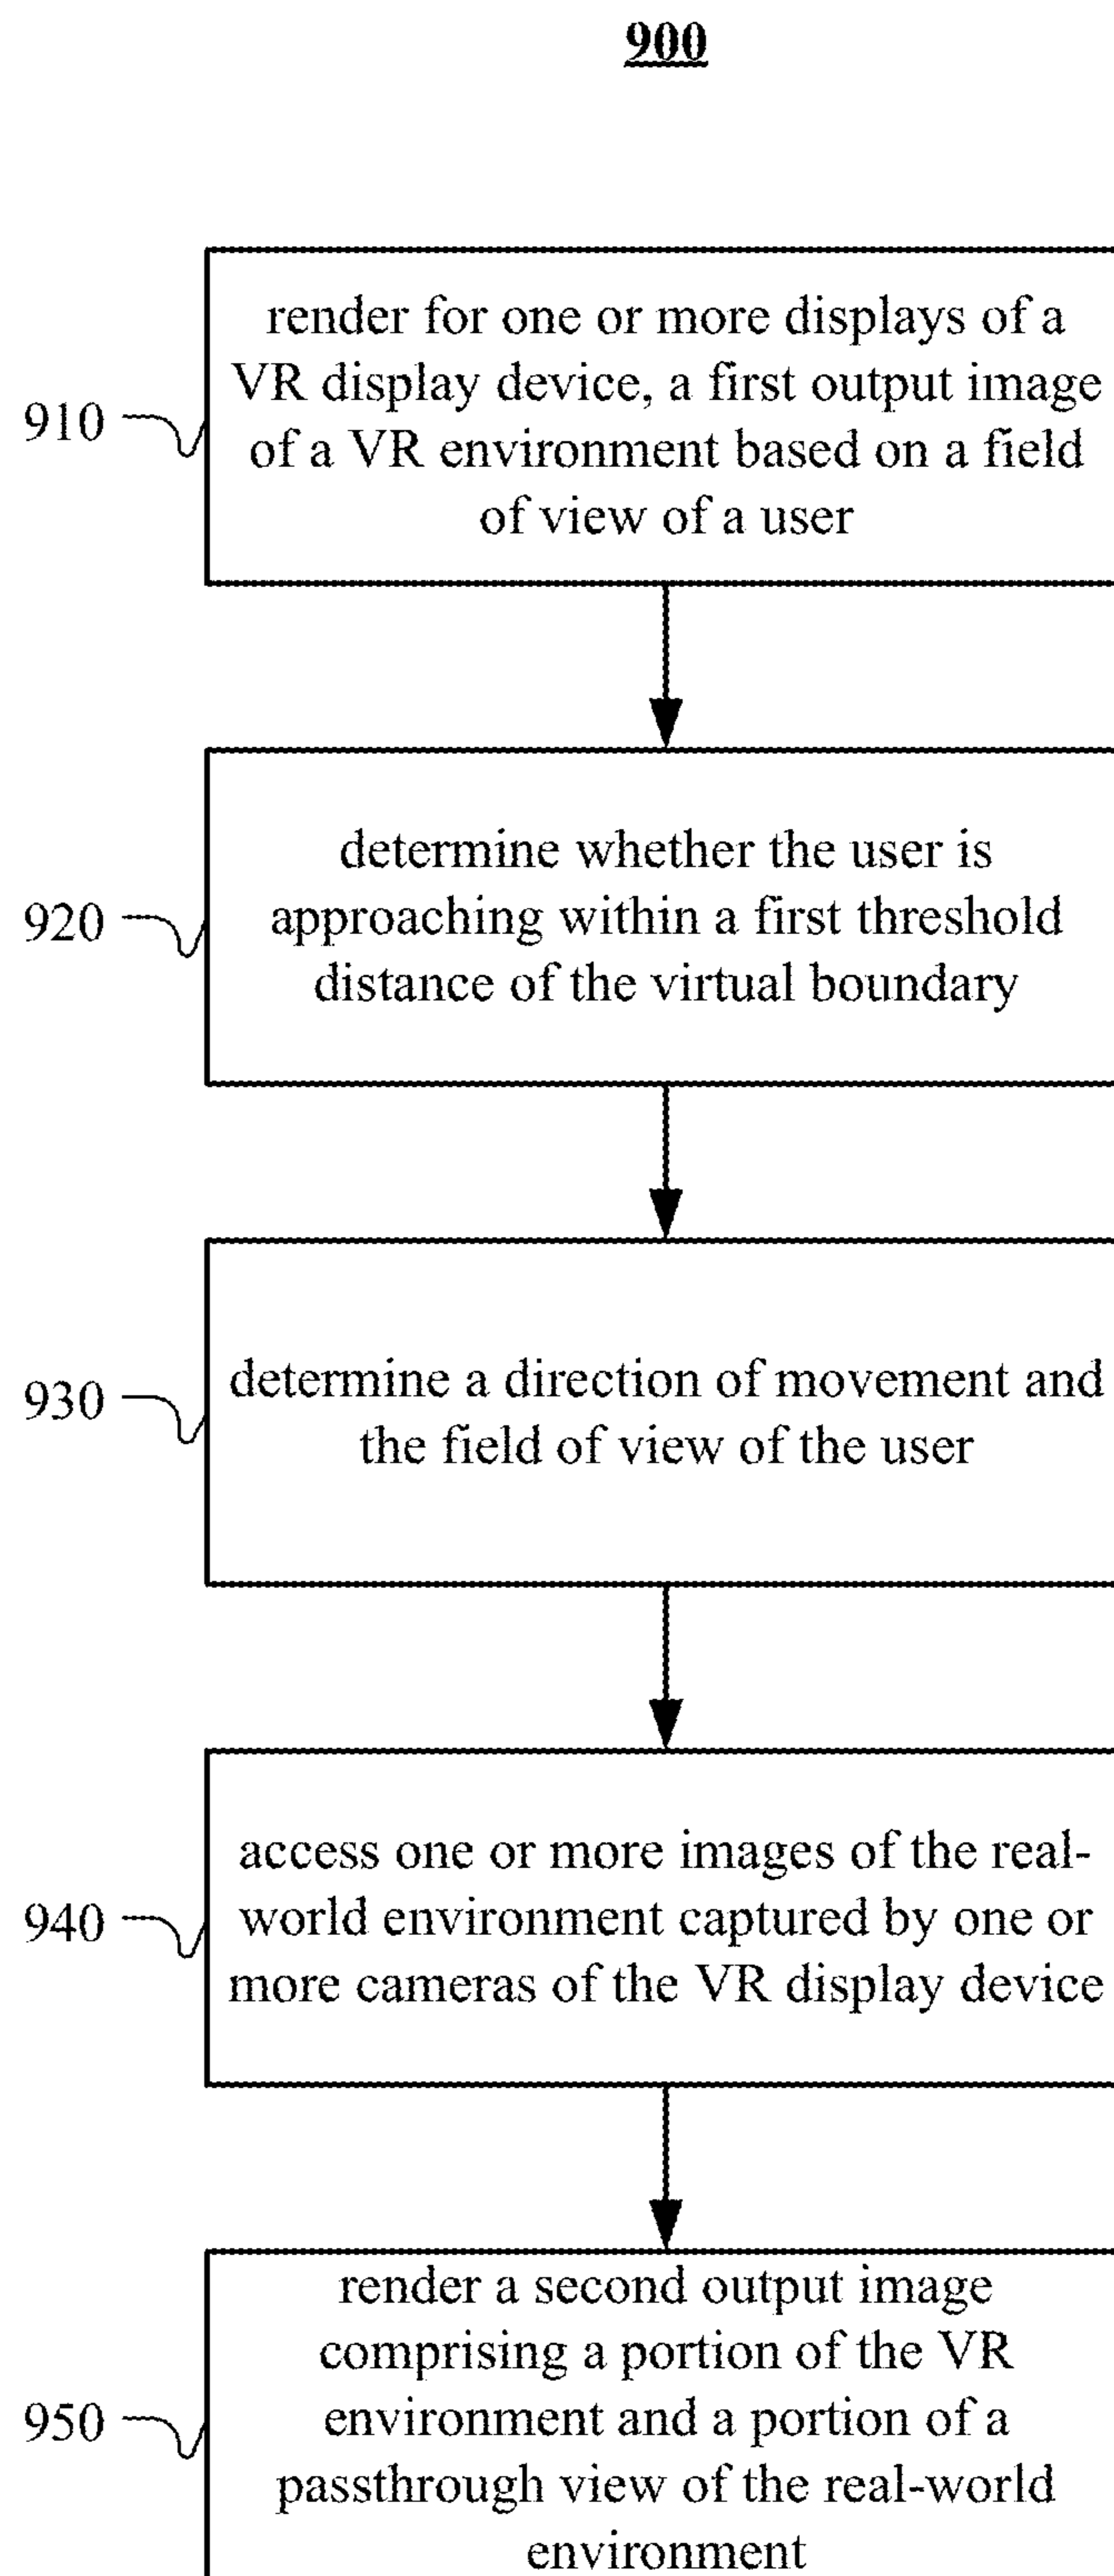 900
render for one or more displays of a
VR display device, a first output image
of a VR environment based on a field
of view of a user
910
determine whether the user is
approaching within a first threshold
distance of the virtual boundary
920
determine a direction of movement and
the field of view of the user
930
access one or more images of the real-
world environment captured by one or
more cameras of the VR display device
940
render a second output image
comprising a portion of the VR
environment and a portion of a
passthrough view of the real-world
environment
950